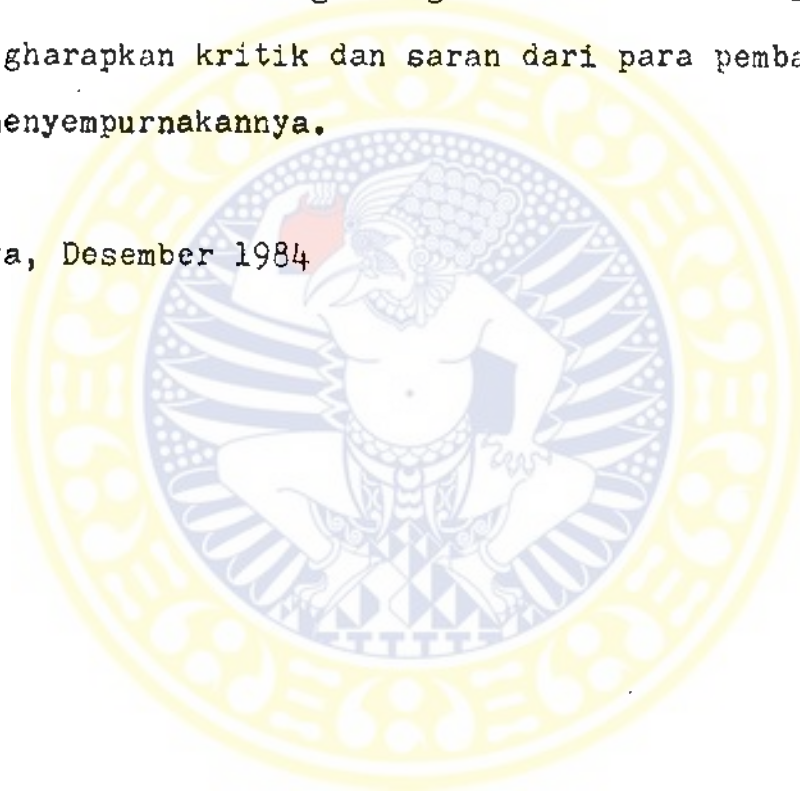 gharapkan kritik dan saran dari para pemba
enyempurnakannya.
a, Desember 1984